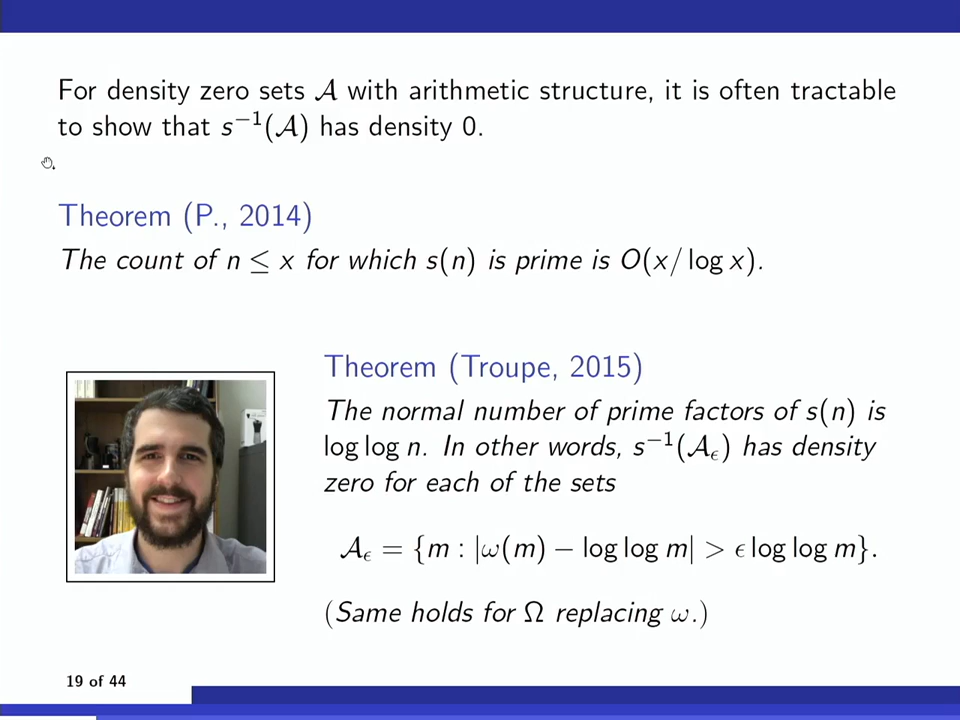 For density zero sets 𝒜 with arithmetic structure, it is often tractable
to show that s⁻¹(𝒜) has density 0.
Theorem (P., 2014)
The count of n ≤ x for which s(n) is prime is O(x/ log x).
Theorem (Troupe, 2015)
The normal number of prime factors of s(n) is
log log n. In other words, s⁻¹(𝒜_ϵ) has density
zero for each of the sets
𝒜_ϵ = {m : |ω(m) − log log m| > ϵ log log m}.
(Same holds for Ω replacing ω.)
19 of 44